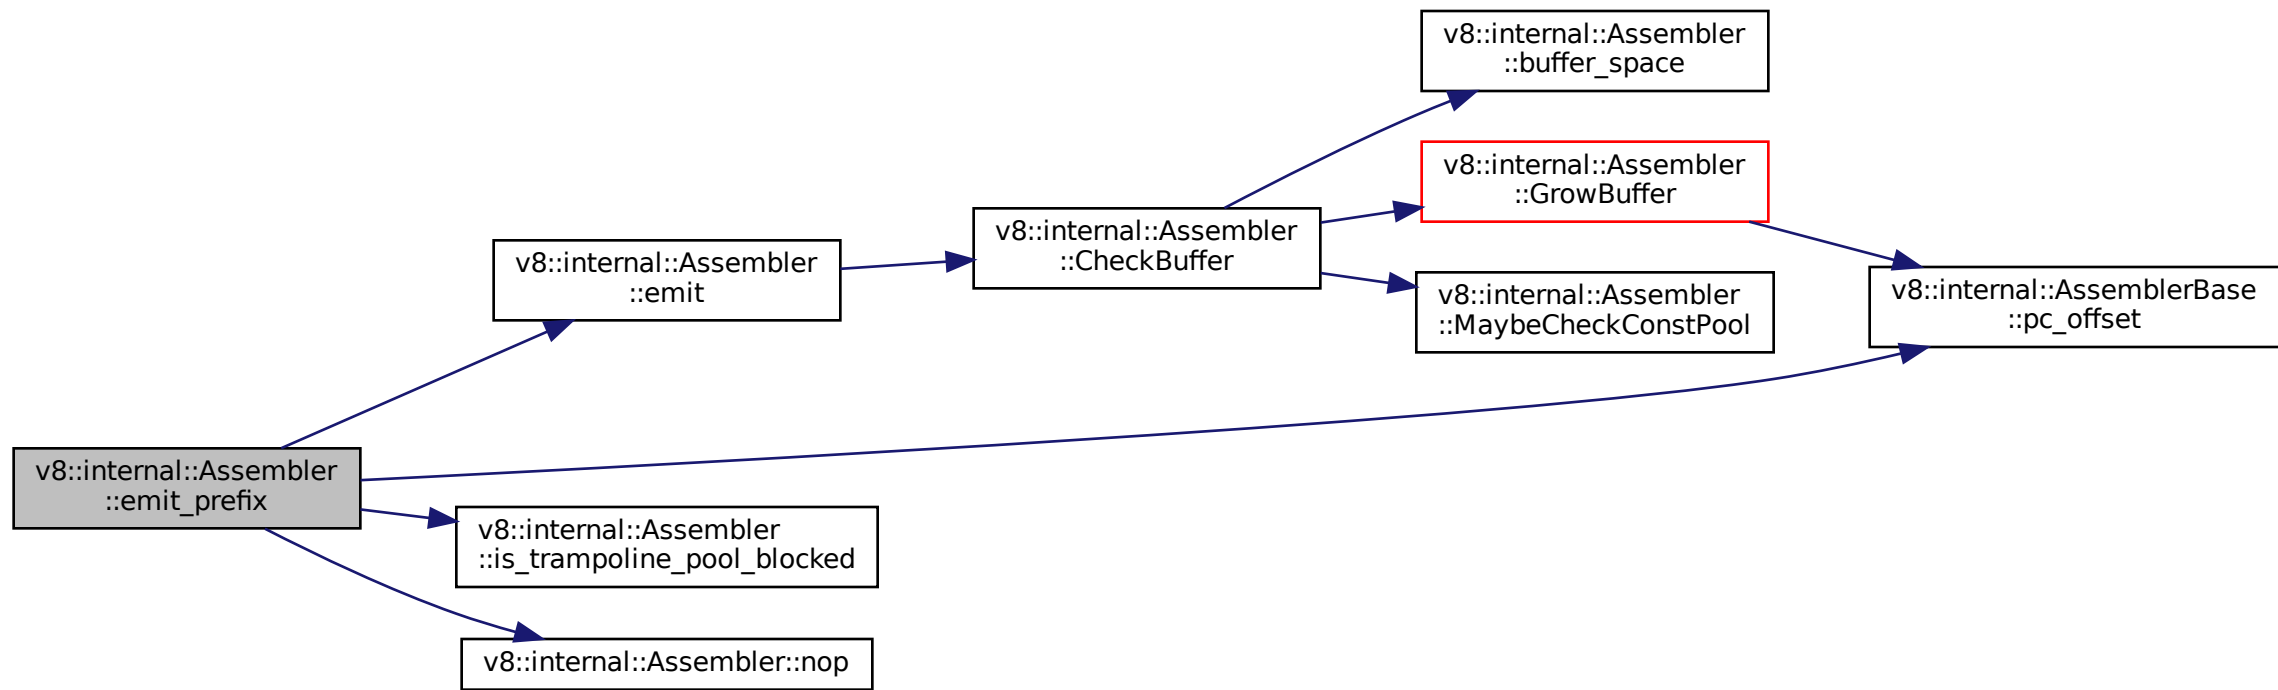 v8::internal::Assembler
::buffer_space
v8::internal::Assembler
::GrowBuffer
v8::internal::Assembler
::CheckBuffer
v8::internal::Assembler
::emit
v8::internal::Assembler
::MaybeCheckConstPool
v8::internal::AssemblerBase
::pc_offset
v8::internal::Assembler
::emit_prefix
v8::internal::Assembler
::is_trampoline_pool_blocked
v8::internal::Assembler::nop